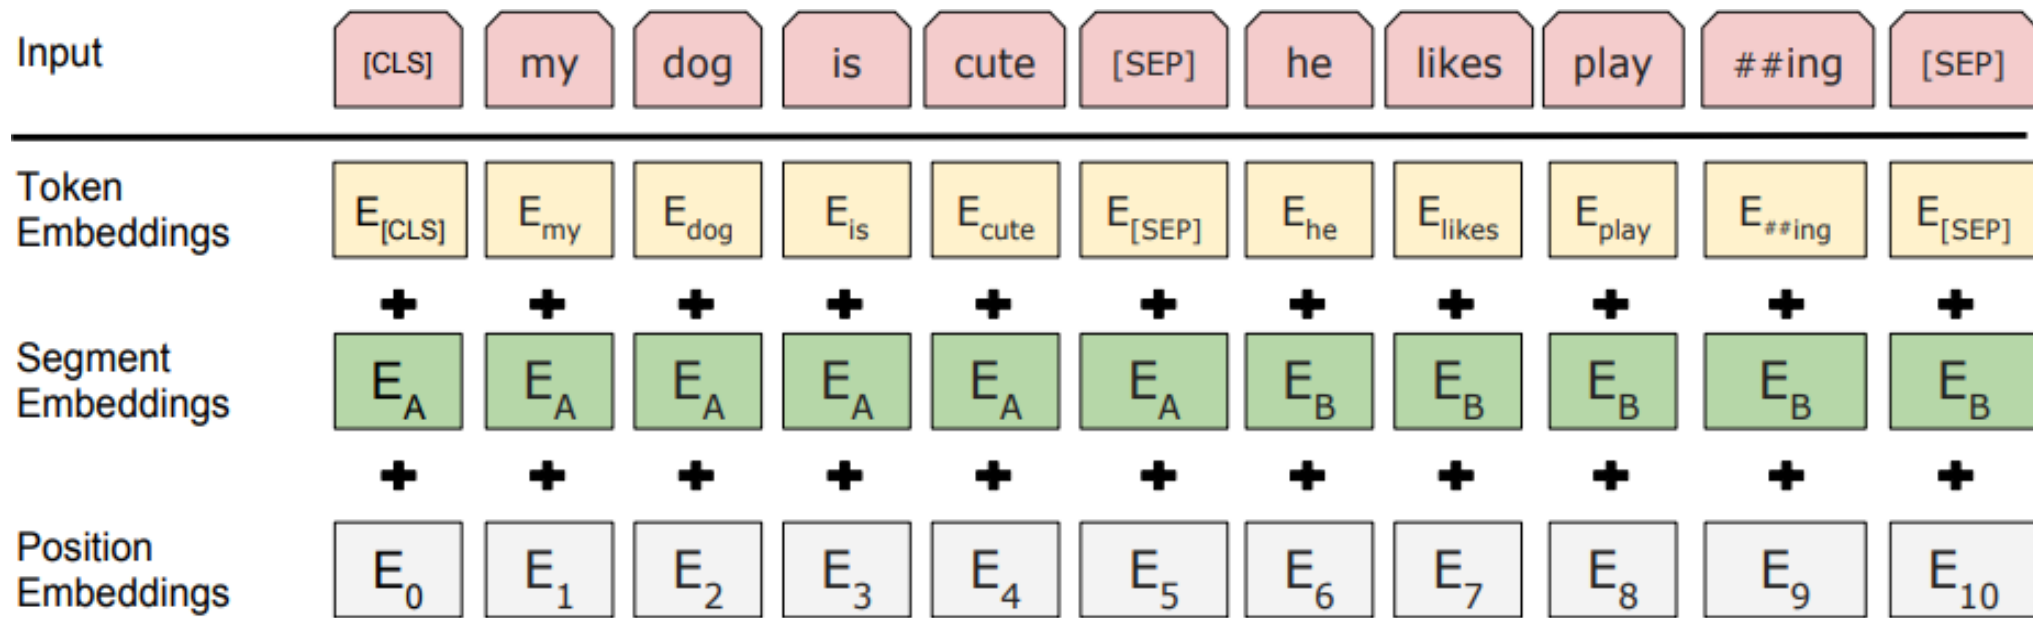 Input [CLS] my dog is cute [SEP] he likes play ##ing [SEP]
Token Embeddings E[CLS] Emy Edog Eis Ecute E[SEP] Ehe Elikes Eplay E##ing E[SEP]
+ + + + + + + + + + +
Segment Embeddings EA EA EA EA EA EA EB EB EB EB EB
+ + + + + + + + + + +
Position Embeddings E0 E1 E2 E3 E4 E5 E6 E7 E8 E9 E10